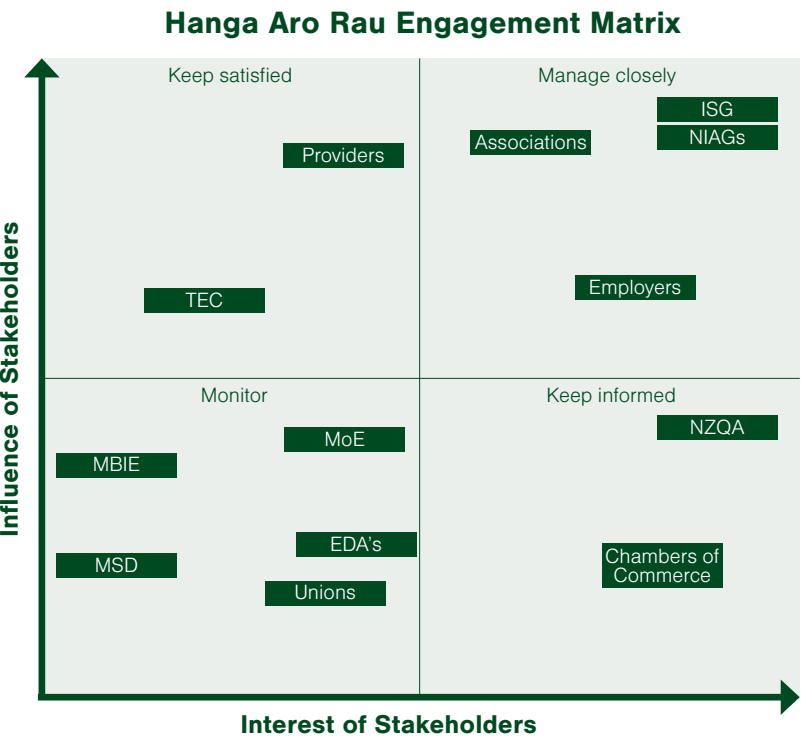 Hanga Aro Rau Engagement Matrix
Keep satisfied
Manage closely
ISG
NIAGs
Associations
Providers
Employers
TEC
Monitor
Keep informed
NZQA
MoE
MBIE
EDA's
Chambers of
Commerce
MSD
Unions
Influence of Stakeholders
Interest of Stakeholders